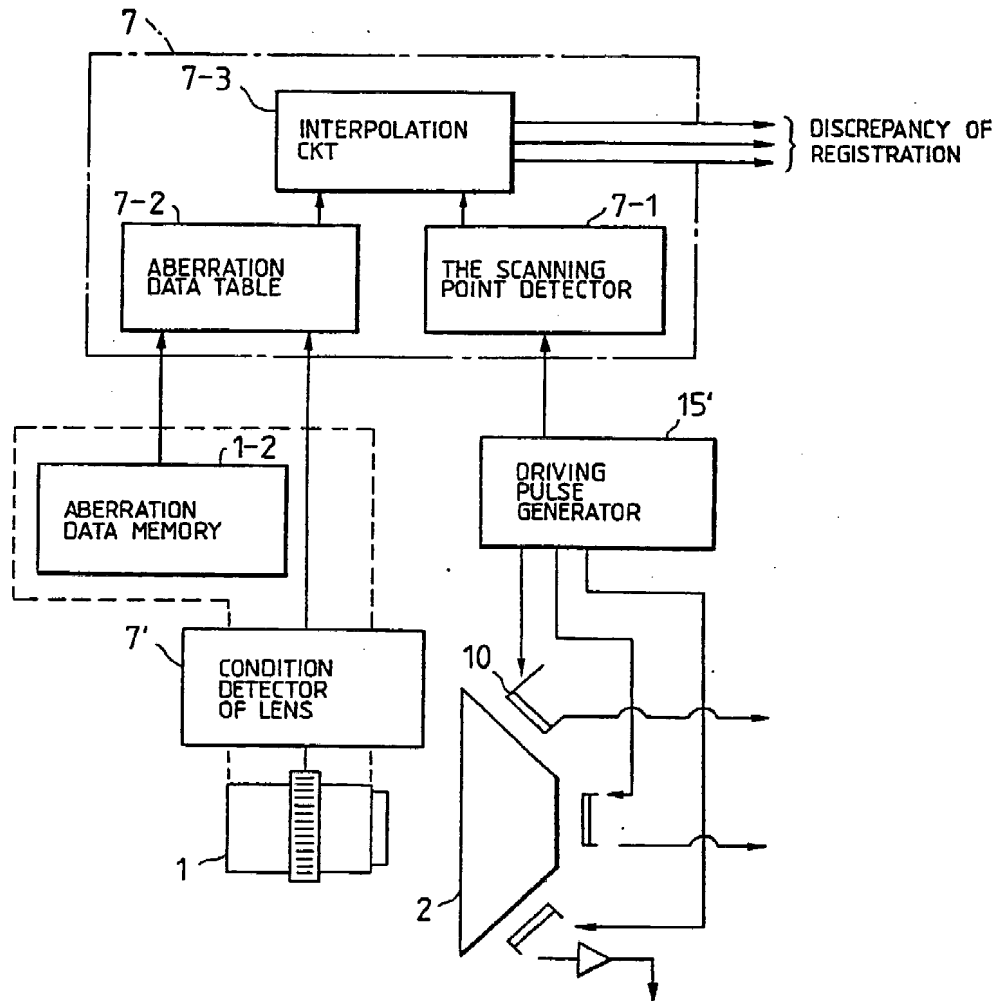 7
7-3
INTERPOLATION
CKT
DISCREPANCY OF
REGISTRATION
7-2
7-1
ABERRATION
DATA TABLE
THE SCANNING
POINT DETECTOR
15'
1-2
ABERRATION
DATA MEMORY
DRIVING
PULSE
GENERATOR
7'
CONDITION
DETECTOR
OF LENS
10
1
2